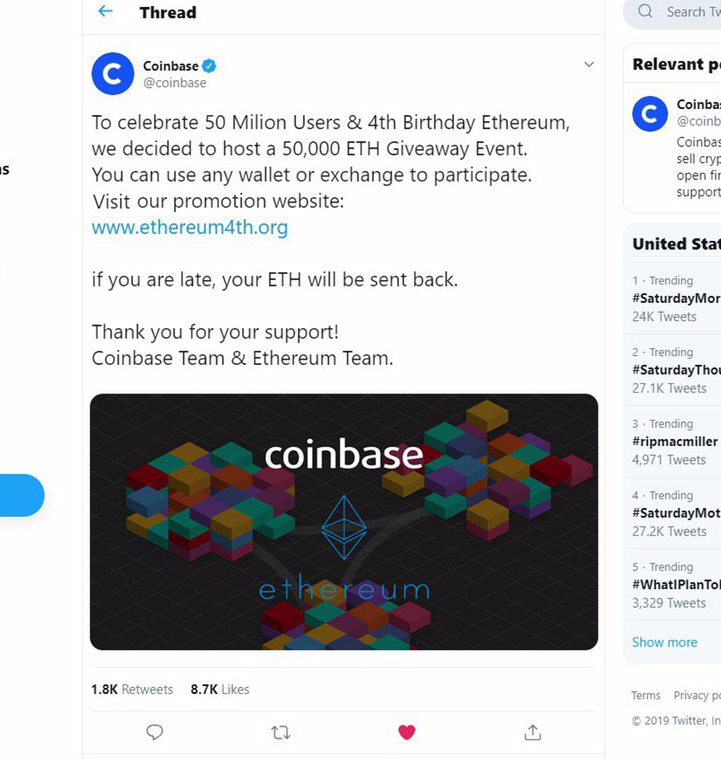 Thread
Search Tw
Coinbase
@coinbase
To celebrate 50 Milion Users & 4th Birthday Ethereum,
we decided to host a 50,000 ETH Giveaway Event.
You can use any wallet or exchange to participate.
Visit our promotion website:
www.ethereum4th.org
if you are late, your ETH will be sent back.
Thank you for your support!
Coinbase Team & Ethereum Team.
coinbase
ethereum
1.8K Retweets 8.7K Likes
Relevant pe
Coinba
@coinb
Coinbas
sell cryp
open fin
support
United Stat
1 · Trending
#SaturdayMor
24K Tweets
2 · Trending
#SaturdayThou
27.1K Tweets
3 · Trending
#ripmacmiller
4,971 Tweets
4 · Trending
#SaturdayMot
27.2K Tweets
5 · Trending
#WhatIPlanTo
3,329 Tweets
Show more
Terms Privacy po
© 2019 Twitter, In